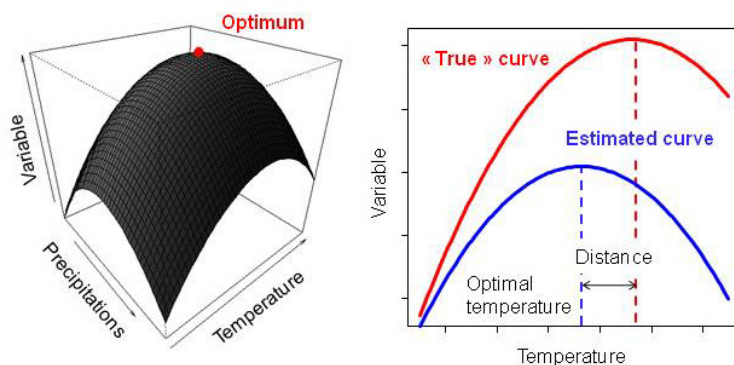 Optimum
Variable
Precipitations
Temperature
« True » curve
Estimated curve
Variable
Distance
Optimal
temperature
Temperature